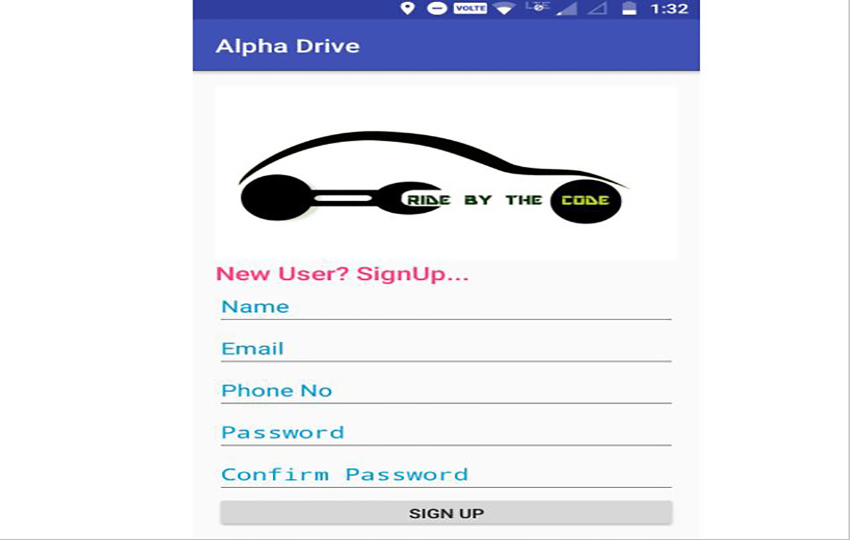 VOLTE LTE 1:32
Alpha Drive
RIDE BY THE CODE
New User? SignUp...
Name
Email
Phone No
Password
Confirm Password
SIGN UP